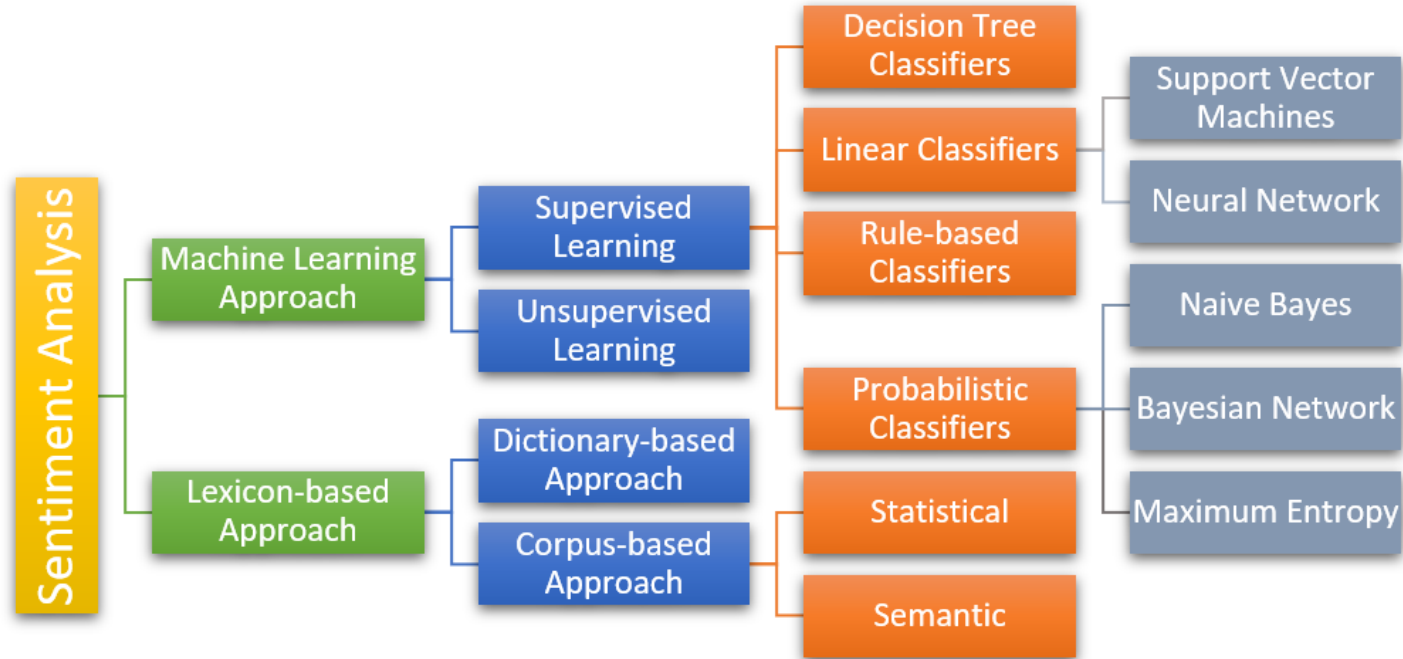 Sentiment Analysis
Machine Learning
Approach
Lexicon-based
Approach
Supervised
Learning
Unsupervised
Learning
Dictionary-based
Approach
Corpus-based
Approach
Decision Tree
Classifiers
Linear Classifiers
Rule-based
Classifiers
Probabilistic
Classifiers
Statistical
Semantic
Support Vector
Machines
Neural Network
Naive Bayes
Bayesian Network
Maximum Entropy